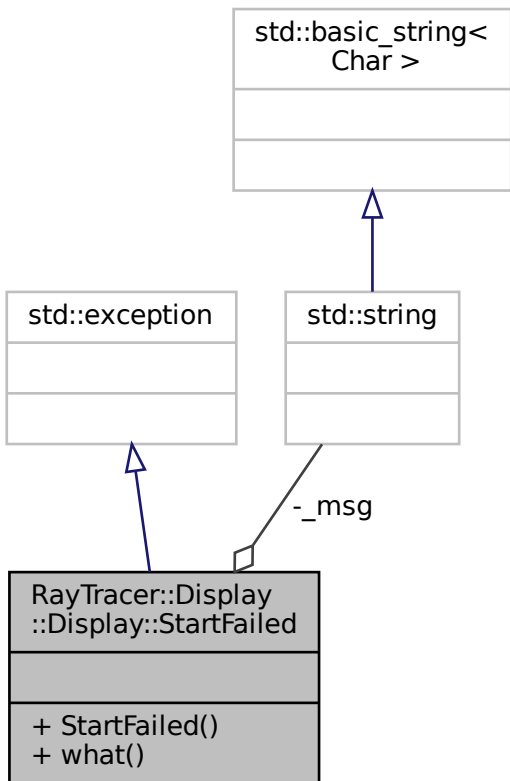 std::basic_string<
Char >
std::exception
std::string
-_msg
RayTracer::Display
::Display::StartFailed
+ StartFailed()
+ what()